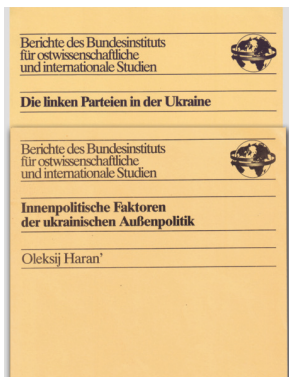 Berichte des Bundesinstituts
für ostwissenschaftliche
und internationale Studien
Die linken Parteien in der Ukraine
Berichte des Bundesinstituts
für ostwissenschaftliche
und internationale Studien
Innenpolitische Faktoren
der ukrainischen Außenpolitik
Oleksij Haran’